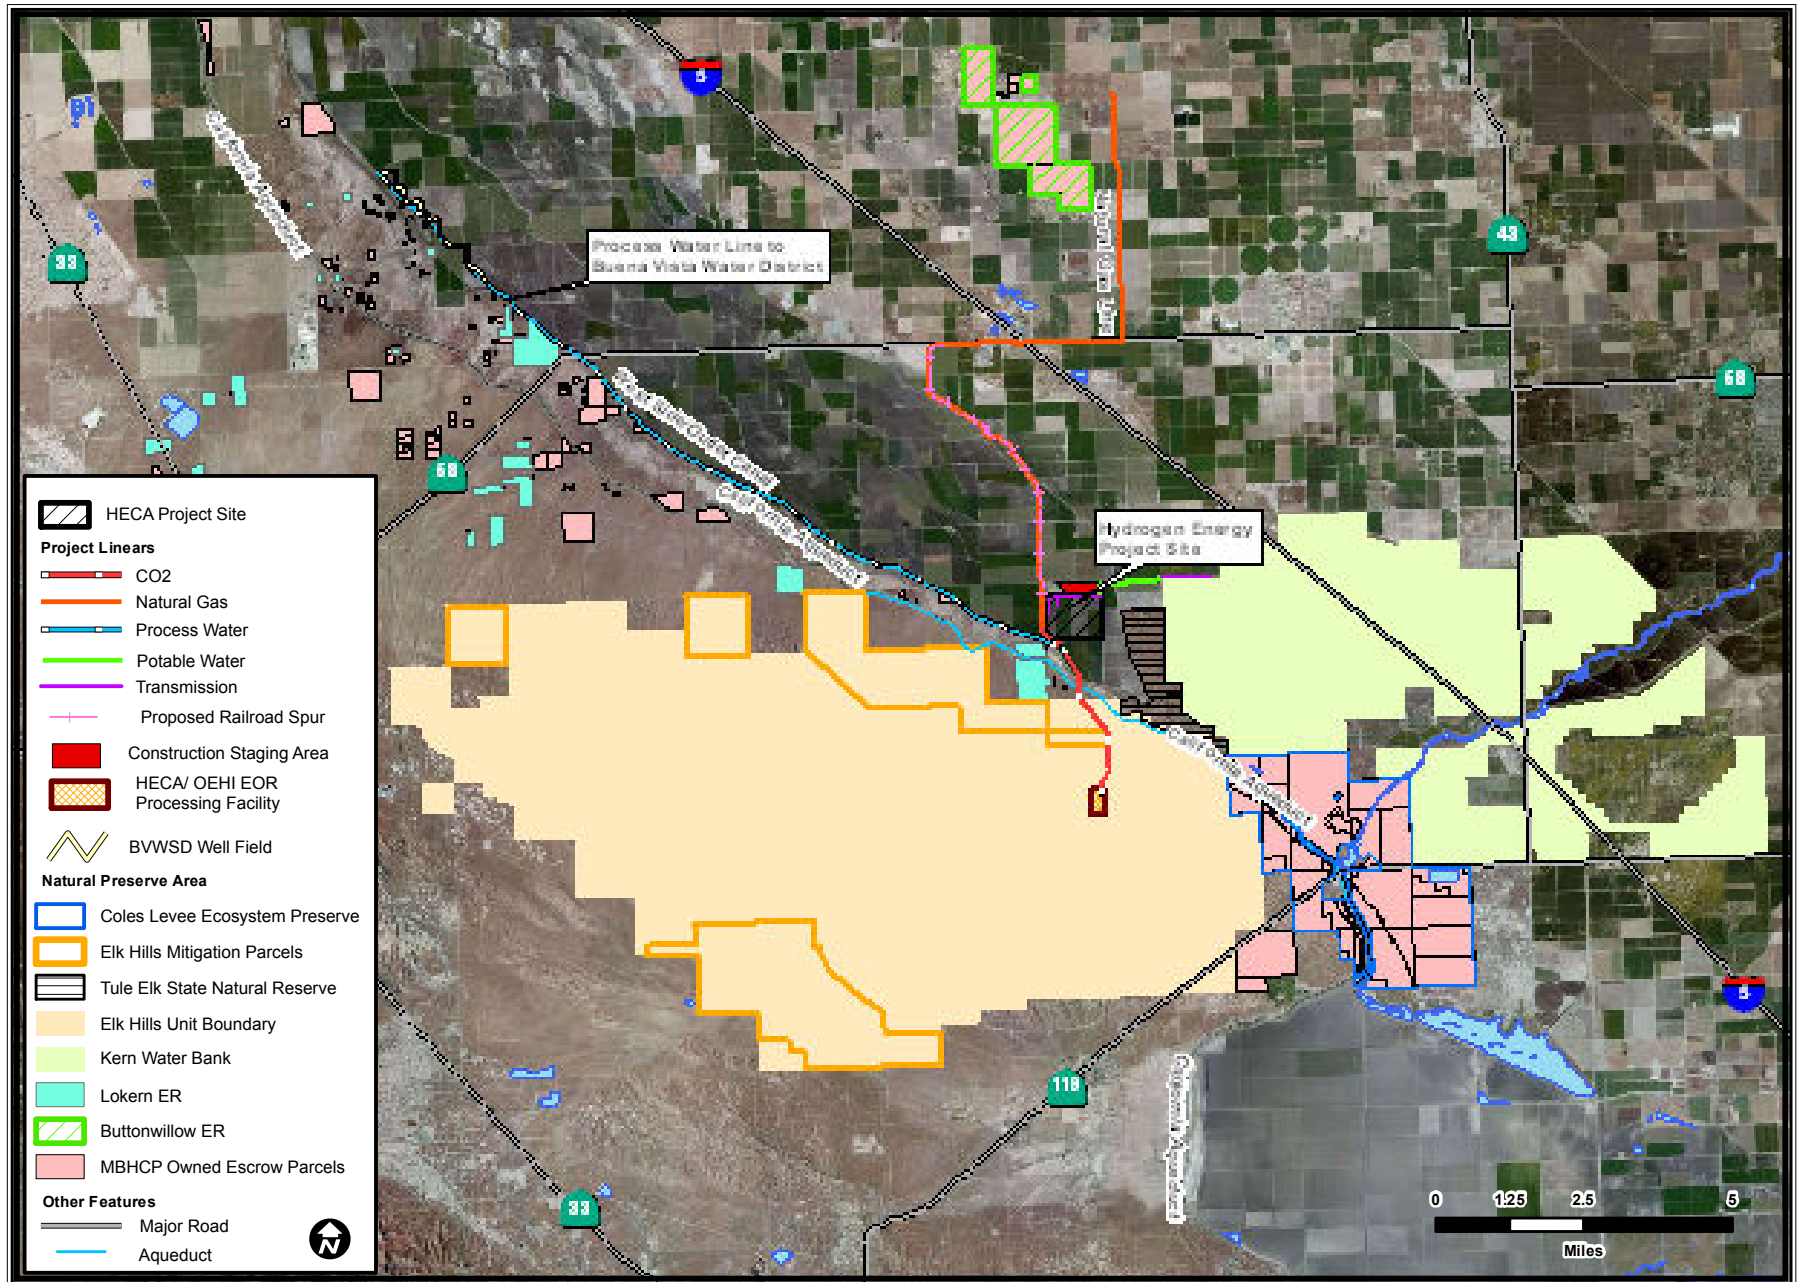 5
33
43
58
Process Water Line to
Buena Vista Water District
58
Hydrogen Energy
Project Site
California Aqueduct
California Aqueduct
119
33
5
HECA Project Site
Project Linears
CO2
Natural Gas
Process Water
Potable Water
Transmission
Proposed Railroad Spur
Construction Staging Area
HECA/ OEHI EOR
Processing Facility
BVWSD Well Field
Natural Preserve Area
Coles Levee Ecosystem Preserve
Elk Hills Mitigation Parcels
Tule Elk State Natural Reserve
Elk Hills Unit Boundary
Kern Water Bank
Lokern ER
Buttonwillow ER
MBHCP Owned Escrow Parcels
Other Features
Major Road
Aqueduct
N
0 1.25 2.5 5
Miles